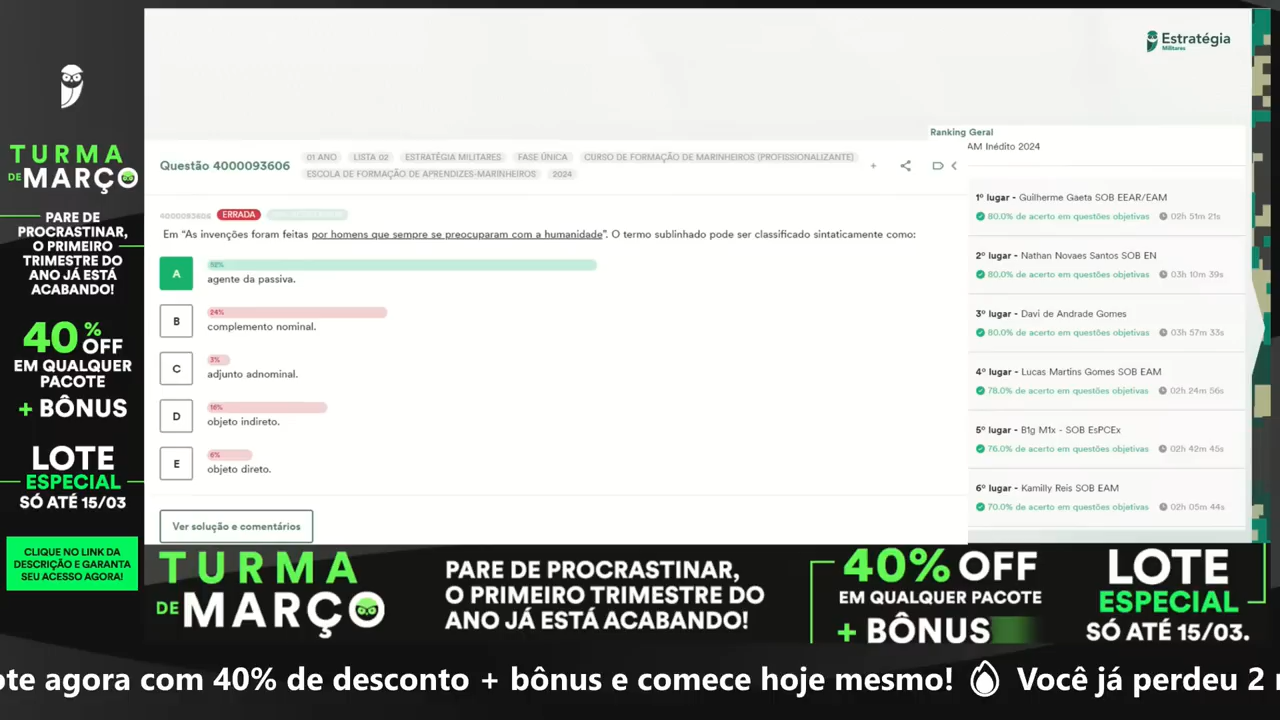 TURMA
DE MARÇO
PARE DE
PROCRASTINAR,
O PRIMEIRO
TRIMESTRE DO
ANO JÁ ESTÁ
ACABANDO!
40% OFF
EM QUALQUER
PACOTE
+ BÔNUS
LOTE
ESPECIAL
SÓ ATÉ 15/03
CLIQUE NO LINK DA
DESCRIÇÃO E GARANTA
SEU ACESSO AGORA!
Estratégia
Militares
Questão 4000093606
01 ANO LISTA 02 ESTRATÉGIA MILITARES FASE ÚNICA CURSO DE FORMAÇÃO DE MARINHEIROS (PROFISSIONALIZANTE)
ESCOLA DE FORMAÇÃO DE APRENDIZES-MARINHEIROS 2024
4000093606 ERRADA
Em “As invenções foram feitas por homens que sempre se preocuparam com a humanidade”. O termo sublinhado pode ser classificado sintaticamente como:
A
52%
agente da passiva.
B
24%
complemento nominal.
C
3%
adjunto adnominal.
D
16%
objeto indireto.
E
6%
objeto direto.
Ver solução e comentários
Ranking Geral
AM Inédito 2024
1º lugar - Guilherme Gaeta SOB EEAR/EAM
80.0% de acerto em questões objetivas 02h 51m 21s
2º lugar - Nathan Novaes Santos SOB EN
80.0% de acerto em questões objetivas 03h 10m 39s
3º lugar - Davi de Andrade Gomes
80.0% de acerto em questões objetivas 03h 57m 33s
4º lugar - Lucas Martins Gomes SOB EAM
78.0% de acerto em questões objetivas 02h 24m 56s
5º lugar - B1g M1x - SOB EsPCEx
76.0% de acerto em questões objetivas 02h 42m 45s
6º lugar - Kamilly Reis SOB EAM
70.0% de acerto em questões objetivas 02h 05m 44s
TURMA
DE MARÇO
PARE DE PROCRASTINAR,
O PRIMEIRO TRIMESTRE DO
ANO JÁ ESTÁ ACABANDO!
40% OFF
EM QUALQUER PACOTE
+ BÔNUS
LOTE
ESPECIAL
SÓ ATÉ 15/03.
ote agora com 40% de desconto + bônus e comece hoje mesmo! Você já perdeu 2